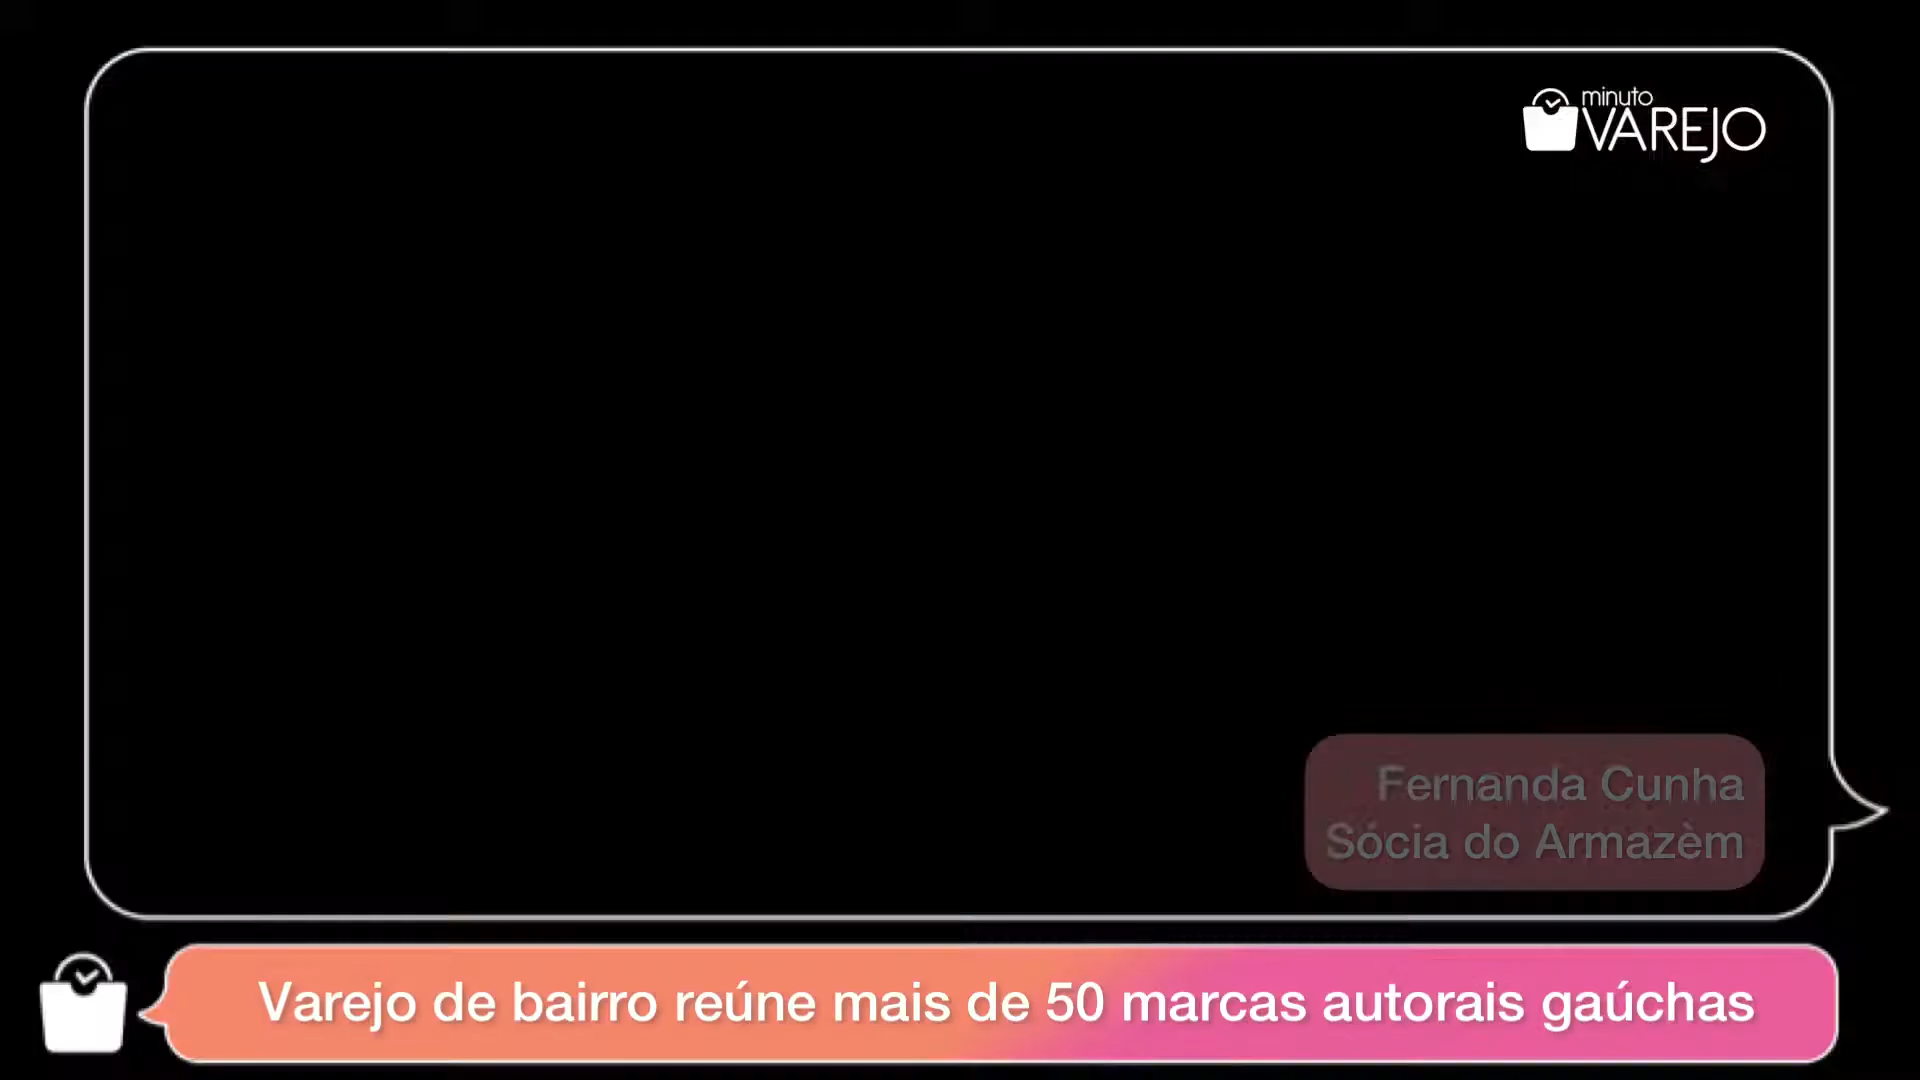 minuto
VAREJO
Fernanda Cunha
Sócia do Armazèm
Varejo de bairro reúne mais de 50 marcas autorais gaúchas